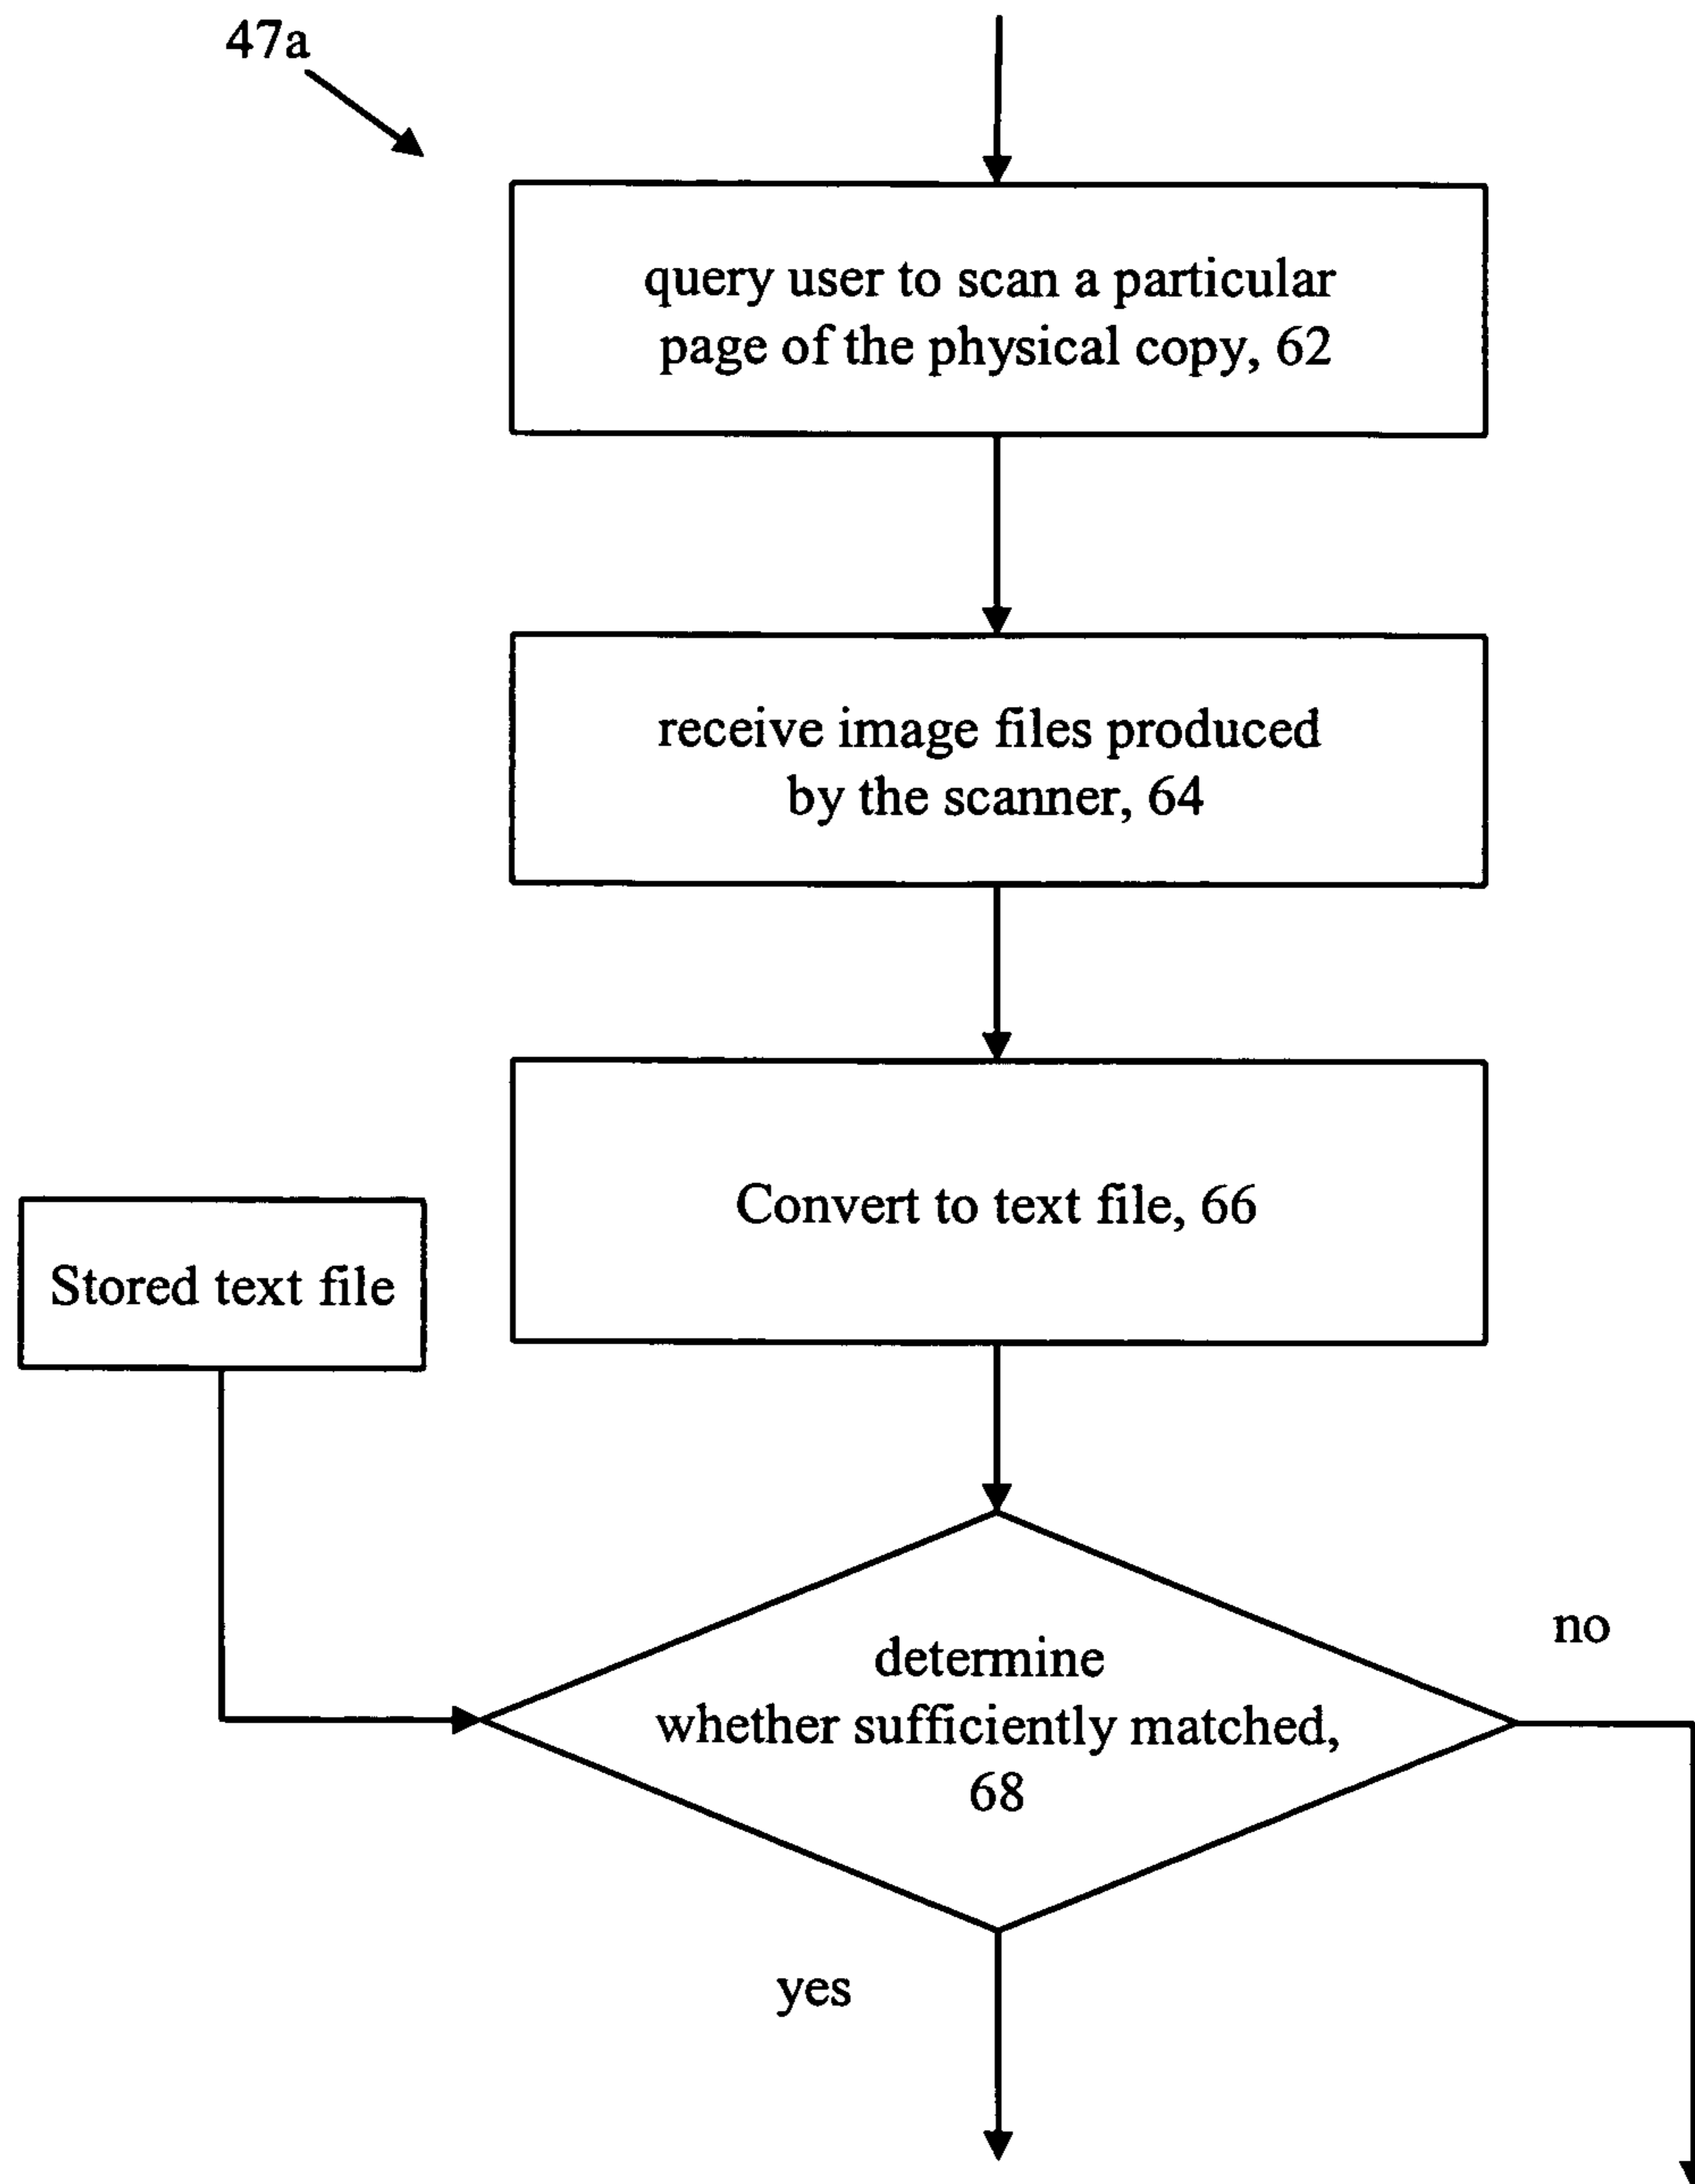 47a
query user to scan a particular
page of the physical copy, 62
receive image files produced
by the scanner, 64
Convert to text file, 66
Stored text file
determine
whether sufficiently matched,
68
no
yes